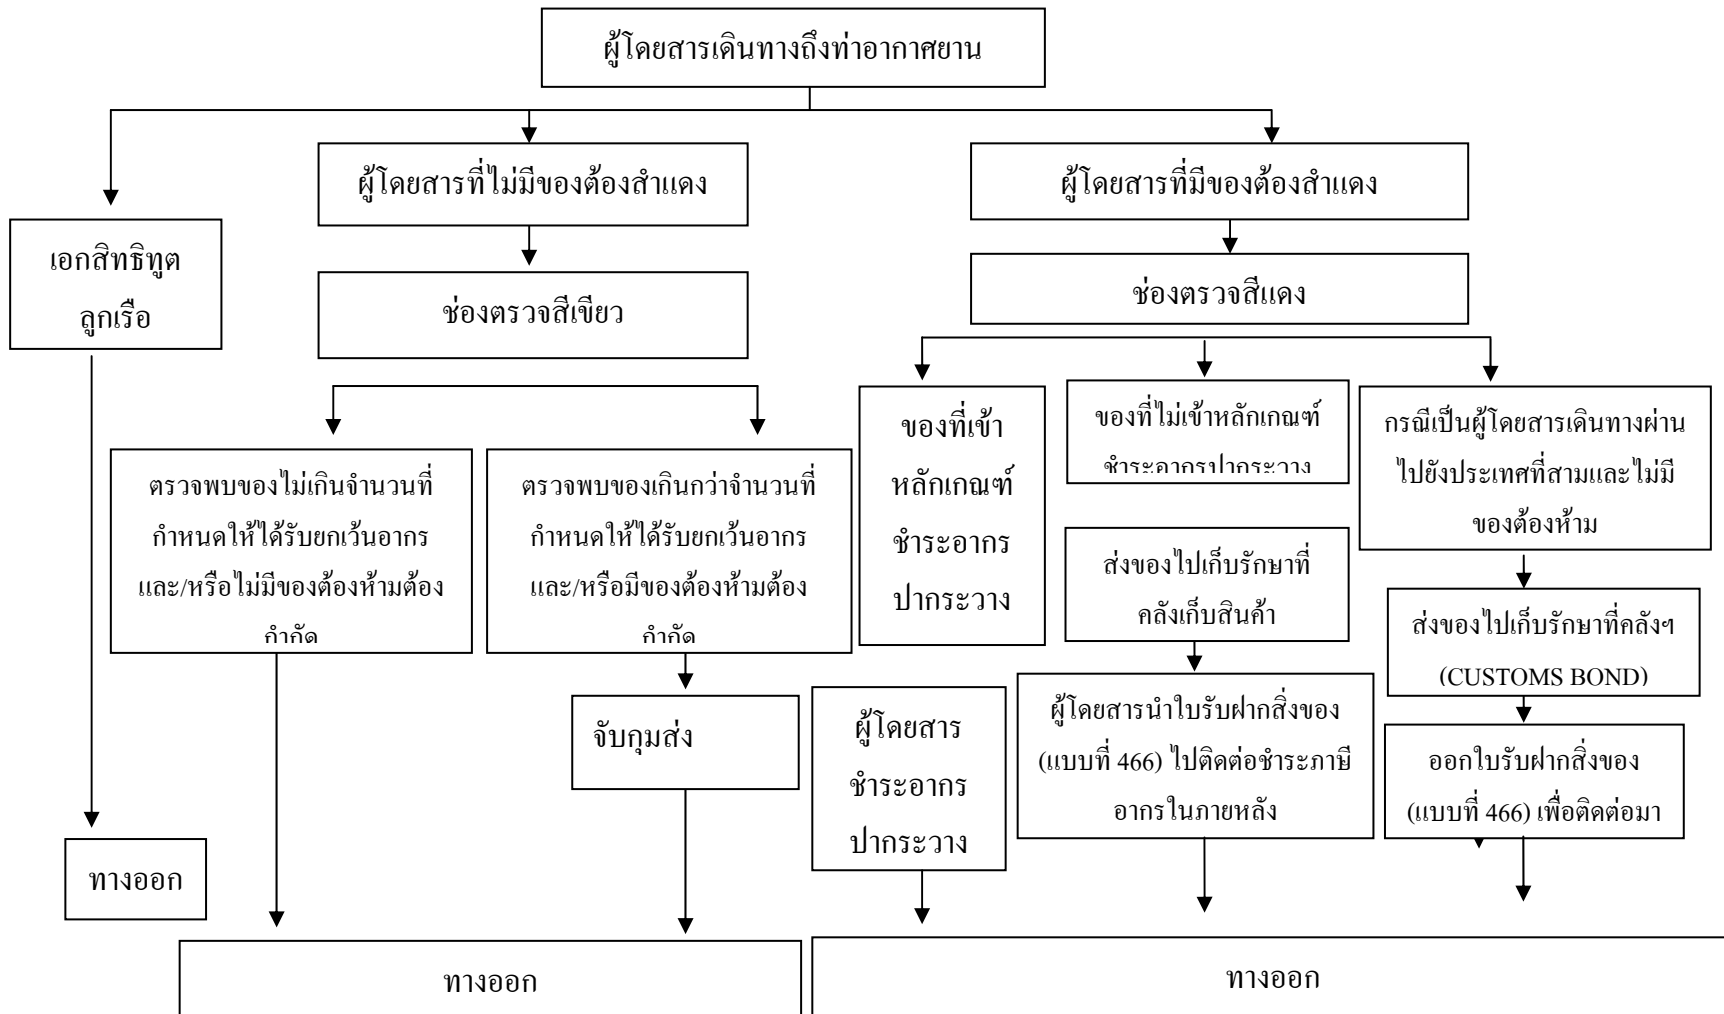 ผู้โดยสารเดินทางถึงท่าอากาศยาน
เอกสิทธิทูต
ลูกเรือ
ทางออก
ผู้โดยสารที่ไม่มีของต้องสำแดง
ช่องตรวจสีเขียว
ตรวจพบของไม่เกินจำนวนที่
กำหนดให้ได้รับยกเว้นอากร
และ/หรือไม่มีของต้องห้ามต้อง
กำกัด
ตรวจพบของเกินกว่าจำนวนที่
กำหนดให้ได้รับยกเว้นอากร
และ/หรือมีของต้องห้ามต้อง
กำกัด
จับกุมส่ง
ทางออก
ผู้โดยสารที่มีของต้องสำแดง
ช่องตรวจสีแดง
ของที่เข้า
หลักเกณฑ์
ชำระอากร
ปากระวาง
ผู้โดยสาร
ชำระอากร
ปากระวาง
ของที่ไม่เข้าหลักเกณฑ์
ชำระอากรปากระวาง
ส่งของไปเก็บรักษาที่
คลังเก็บสินค้า
ผู้โดยสารนำใบรับฝากสิ่งของ
(แบบที่ 466) ไปติดต่อชำระภาษี
อากรในภายหลัง
กรณีเป็นผู้โดยสารเดินทางผ่าน
ไปยังประเทศที่สามและไม่มี
ของต้องห้าม
ส่งของไปเก็บรักษาที่คลังฯ
(CUSTOMS BOND)
ออกใบรับฝากสิ่งของ
(แบบที่ 466) เพื่อติดต่อมา
ทางออก